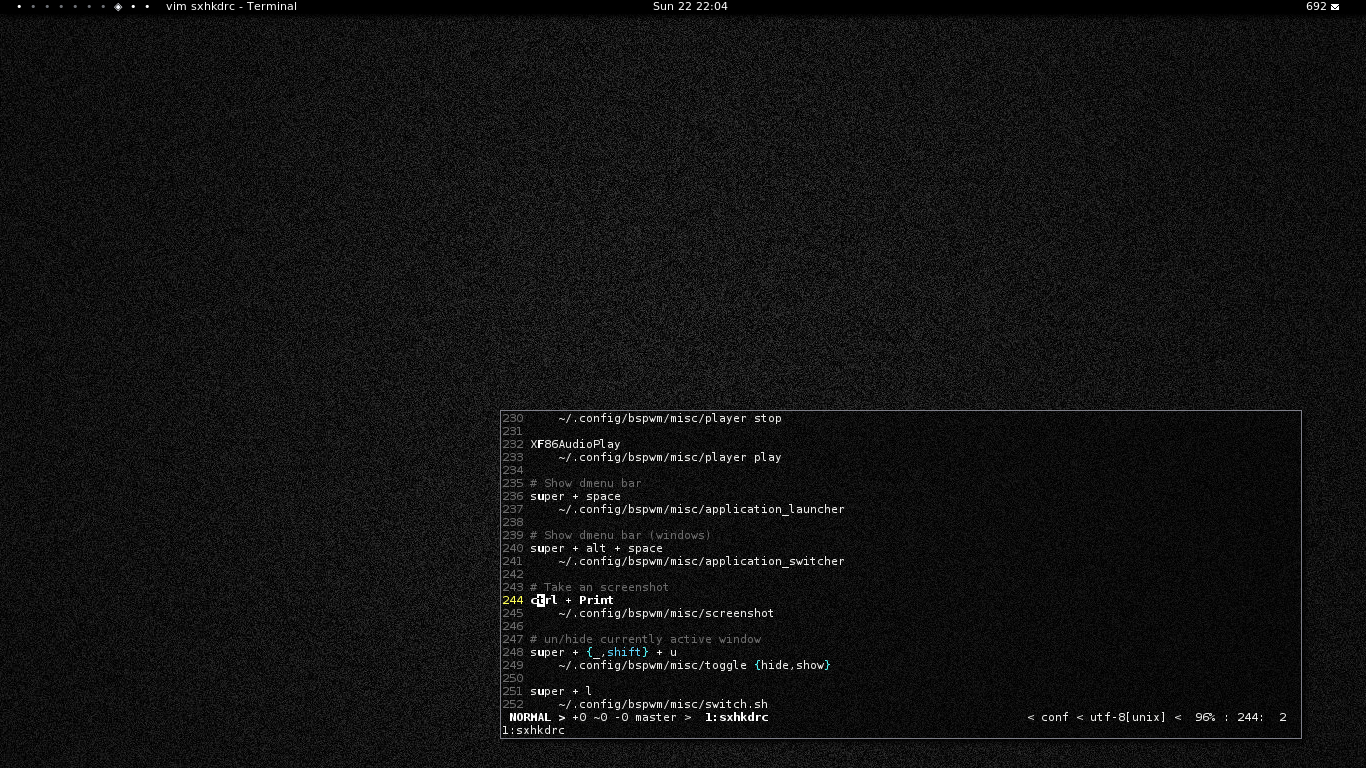 vim sxhkdrc - Terminal
Sun 22 22:04
692
230 ~/.config/bspwm/misc/player stop
231
232 XF86AudioPlay
233 ~/.config/bspwm/misc/player play
234
235 # Show dmenu bar
236 super + space
237 ~/.config/bspwm/misc/application_launcher
238
239 # Show dmenu bar (windows)
240 super + alt + space
241 ~/.config/bspwm/misc/application_switcher
242
243 # Take an screenshot
244 ctrl + Print
245 ~/.config/bspwm/misc/screenshot
246
247 # un/hide currently active window
248 super + {_,shift} + u
249 ~/.config/bspwm/misc/toggle {hide,show}
250
251 super + l
252 ~/.config/bspwm/misc/switch.sh
NORMAL > +0 ~0 -0 master > 1:sxhkdrc < conf < utf-8[unix] < 96% : 244: 2
1:sxhkdrc